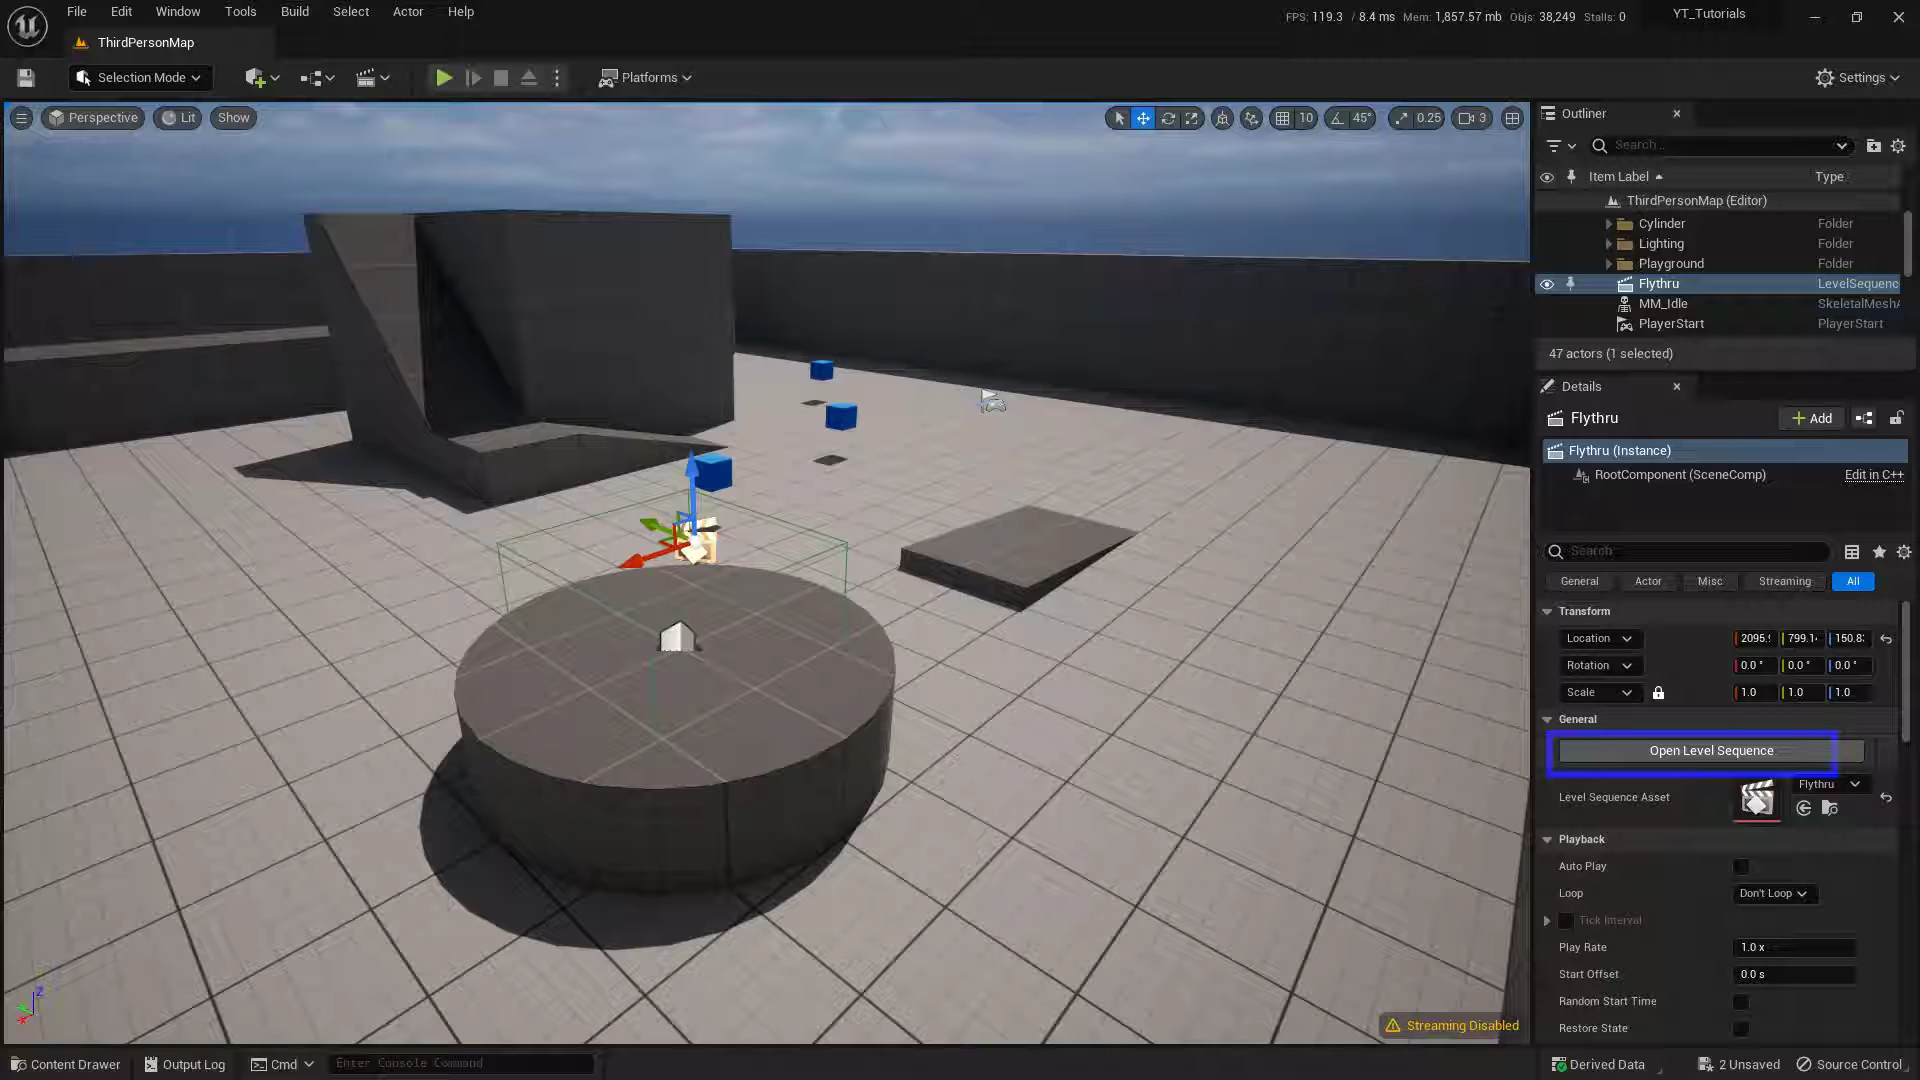 File Edit Window Tools Build Select Actor Help
FPS: 119.3 / 8.4 ms Mem: 1,857.57 mb Objs: 38,249 Stalls: 0
YT_Tutorials
ThirdPersonMap
Selection Mode
Platforms
Settings
Perspective Lit Show
10 45° 0.25 3
Outliner
Search...
Item Label Type
ThirdPersonMap (Editor)
Cylinder Folder
Lighting Folder
Playground Folder
Flythru LevelSequenc
MM_Idle SkeletalMeshA
PlayerStart PlayerStart
47 actors (1 selected)
Details
Flythru
Add
Flythru (Instance)
RootComponent (SceneComp) Edit in C++
Search
General Actor Misc Streaming All
Transform
Location 2095.9 799.1 150.8
Rotation 0.0 ° 0.0 ° 0.0 °
Scale 1.0 1.0 1.0
General
Open Level Sequence
Level Sequence Asset Flythru
Playback
Auto Play
Loop Don't Loop
Tick Interval
Play Rate 1.0 x
Start Offset 0.0 s
Random Start Time
Restore State
Streaming Disabled
Content Drawer Output Log Cmd Enter Console Command
Derived Data 2 Unsaved Source Control